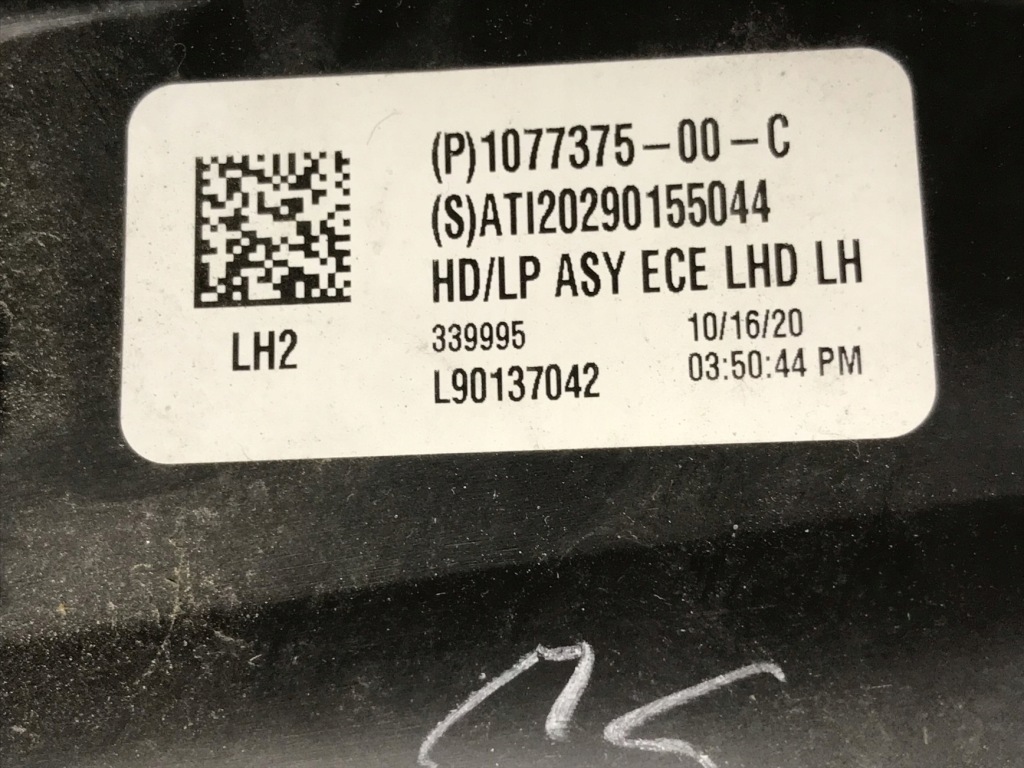 (P)1077375-00-C
(S)ATI20290155044
HD/LP ASY ECE LHD LH
339995 10/16/20
L90137042 03:50:44 PM
LH2